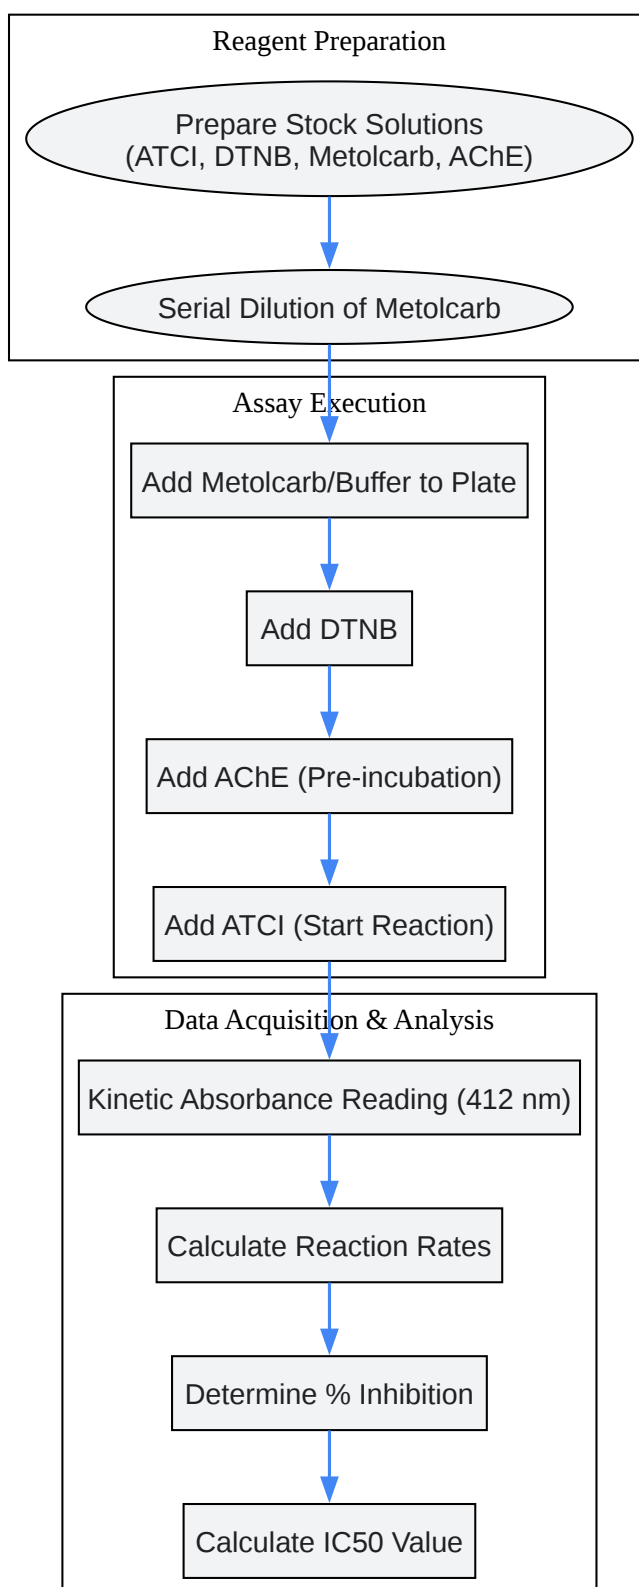 Reagent Preparation
Prepare Stock Solutions
(ATCI, DTNB, Metolcarb, AChE)
Serial Dilution of Metolcarb
Assay Execution
Add Metolcarb/Buffer to Plate
Add DTNB
Add AChE (Pre-incubation)
Add ATCI (Start Reaction)
Data Acquisition & Analysis
Kinetic Absorbance Reading (412 nm)
Calculate Reaction Rates
Determine % Inhibition
Calculate IC50 Value